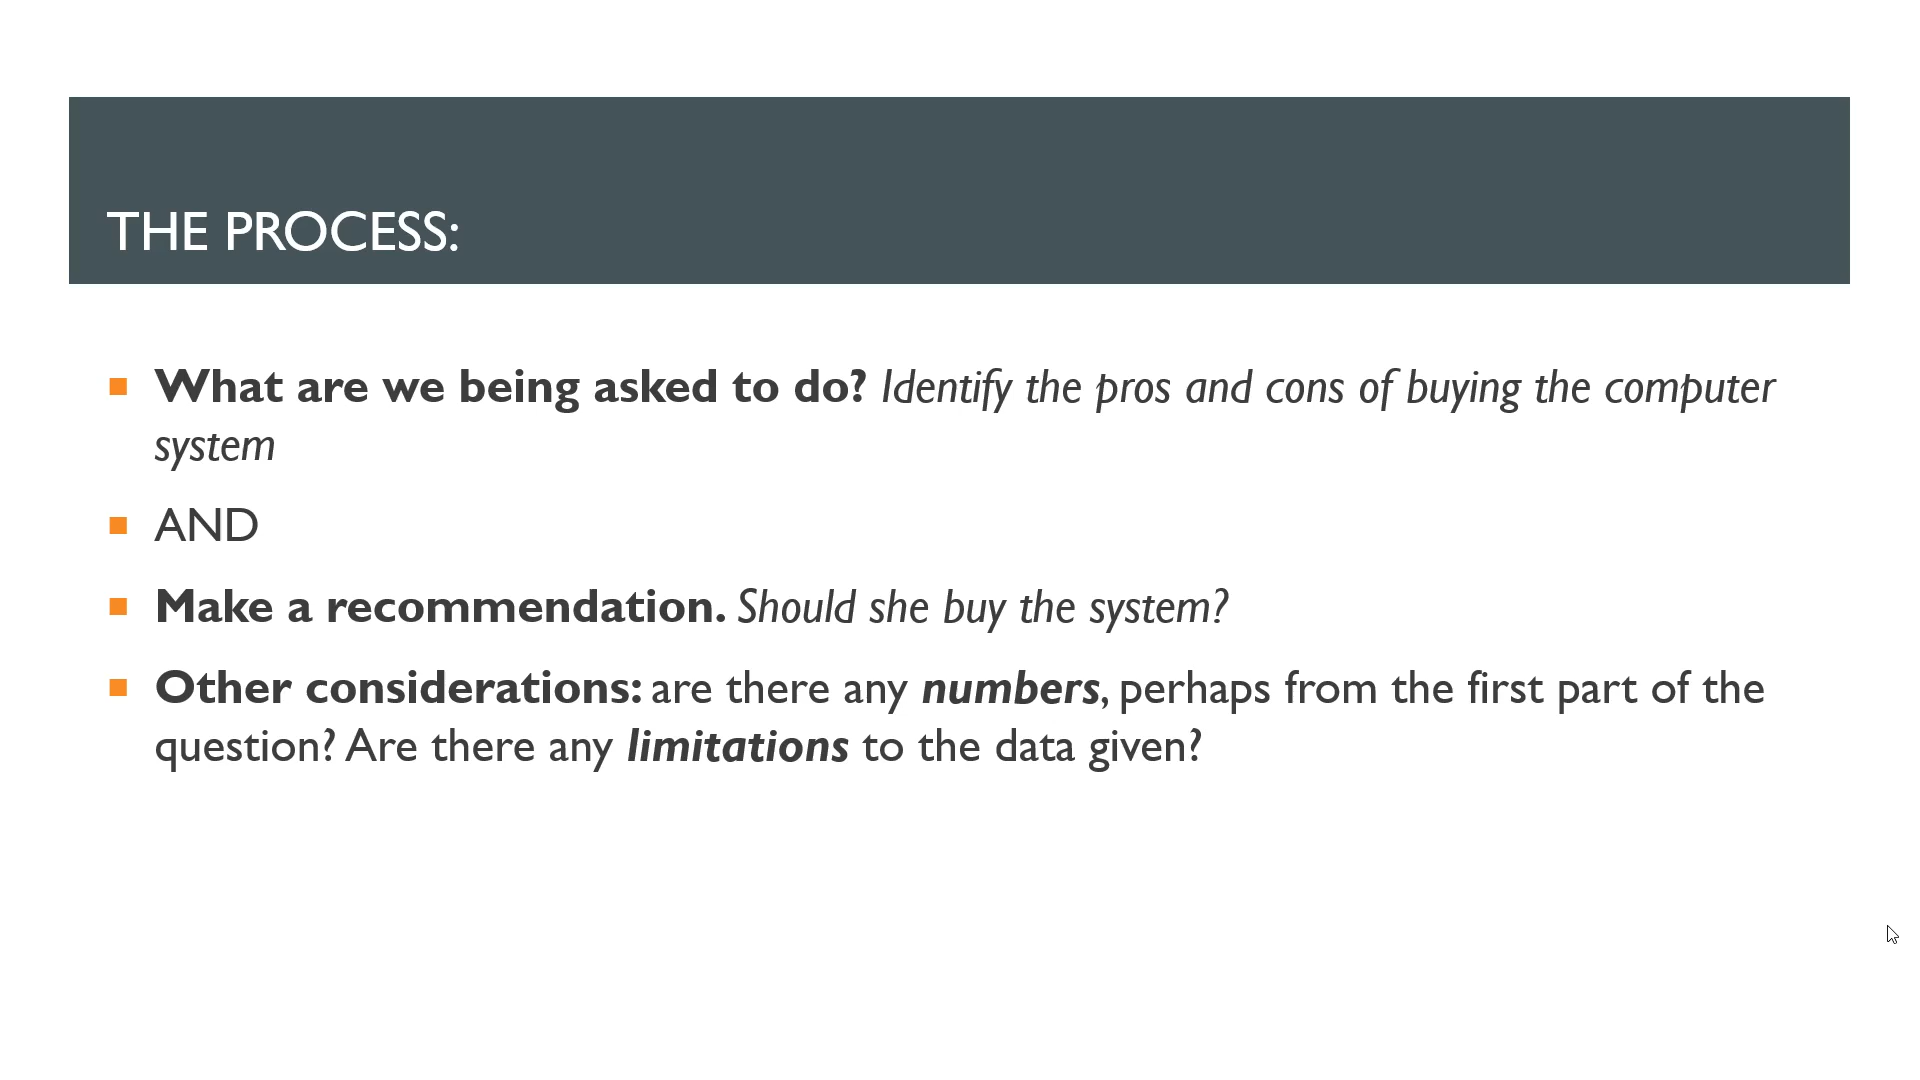 THE PROCESS:
What are we being asked to do? Identify the pros and cons of buying the computer
system
AND
Make a recommendation. Should she buy the system?
Other considerations: are there any numbers, perhaps from the first part of the
question? Are there any limitations to the data given?